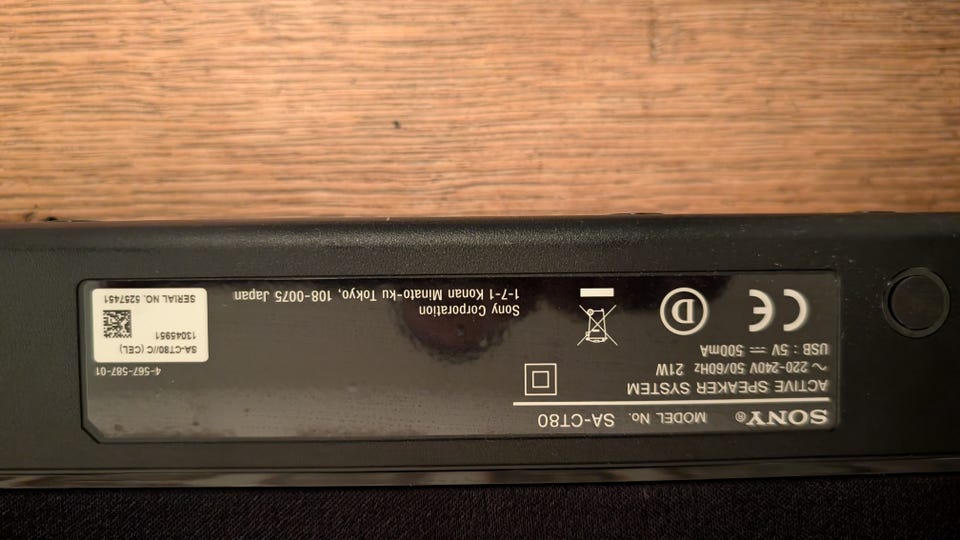 SONY® MODEL NO. SA-CT80
ACTIVE SPEAKER SYSTEM
~ 220-240V 50/60Hz 21W
USB : 5V ⎓ 500mA
CE
D
Sony Corporation
1-7-1 Konan Minato-ku Tokyo, 108-0075 Japan
4-567-587-01
SA-CT80//C (CEL)
13045951
SERIAL NO. 5257451